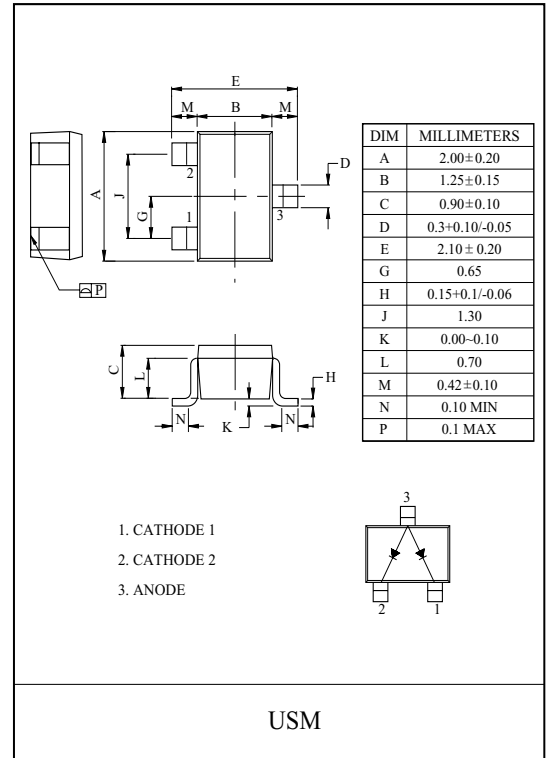 E
M B M
A
J
G
2
1
3
D
P
C
L
H
N
K
N
DIM MILLIMETERS
A 2.00±0.20
B 1.25±0.15
C 0.90±0.10
D 0.3+0.10/-0.05
E 2.10±0.20
G 0.65
H 0.15+0.1/-0.06
J 1.30
K 0.00~0.10
L 0.70
M 0.42±0.10
N 0.10 MIN
P 0.1 MAX
1. CATHODE 1
2. CATHODE 2
3. ANODE
3
2 1
USM